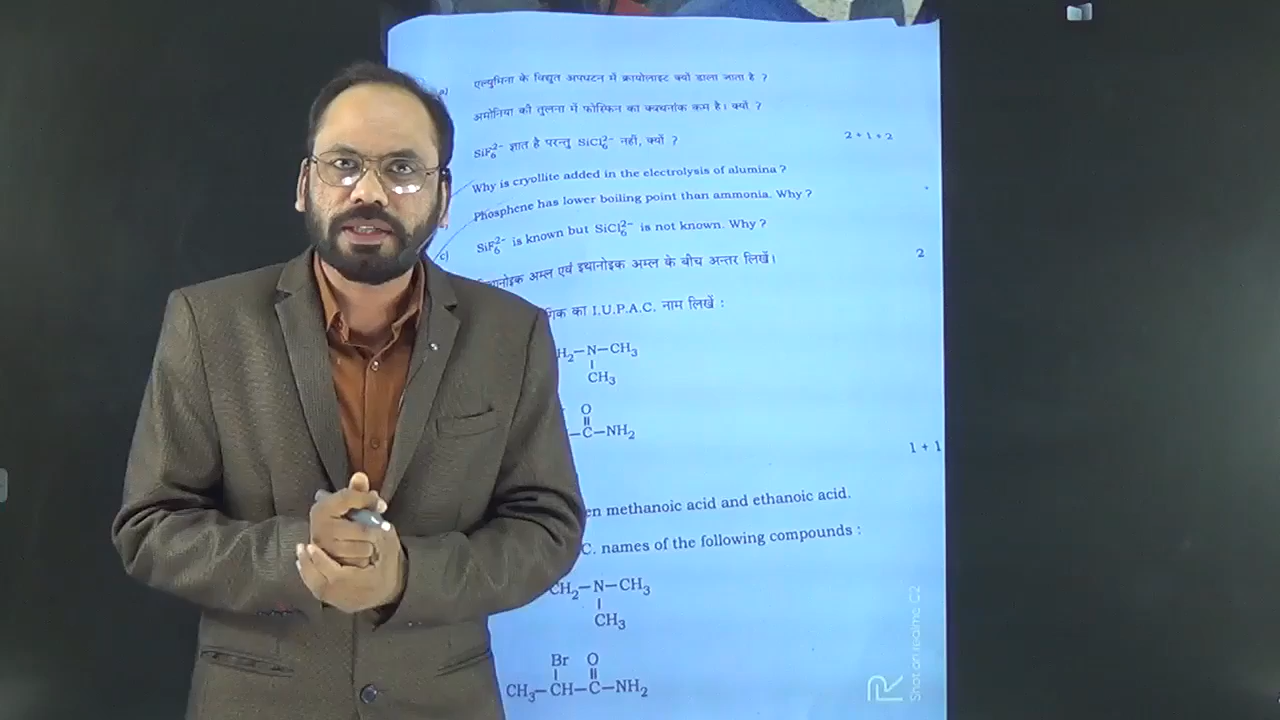 a) एल्युमिना के विद्युत अपघटन में क्रायोलाइट क्यों डाला जाता है ?
अमोनिया की तुलना में फोस्फिन का क्वथनांक कम है। क्यों ?
SiF₆²⁻ ज्ञात है परन्तु SiCl₆²⁻ नहीं, क्यों ? 2+1+2
Why is cryollite added in the electrolysis of alumina ?
Phosphene has lower boiling point than ammonia. Why ?
c) SiF₆²⁻ is known but SiCl₆²⁻ is not known. Why ?
अम्ल एवं इथानोइक अम्ल के बीच अन्तर लिखें। 2
का I.U.P.A.C. नाम लिखें :
H₂—N—CH₃
CH₃
O
—C—NH₂
1 + 1
en methanoic acid and ethanoic acid.
C. names of the following compounds :
CH₂—N—CH₃
CH₃
Br O
CH₃—CH—C—NH₂
R
Shot on realme C2